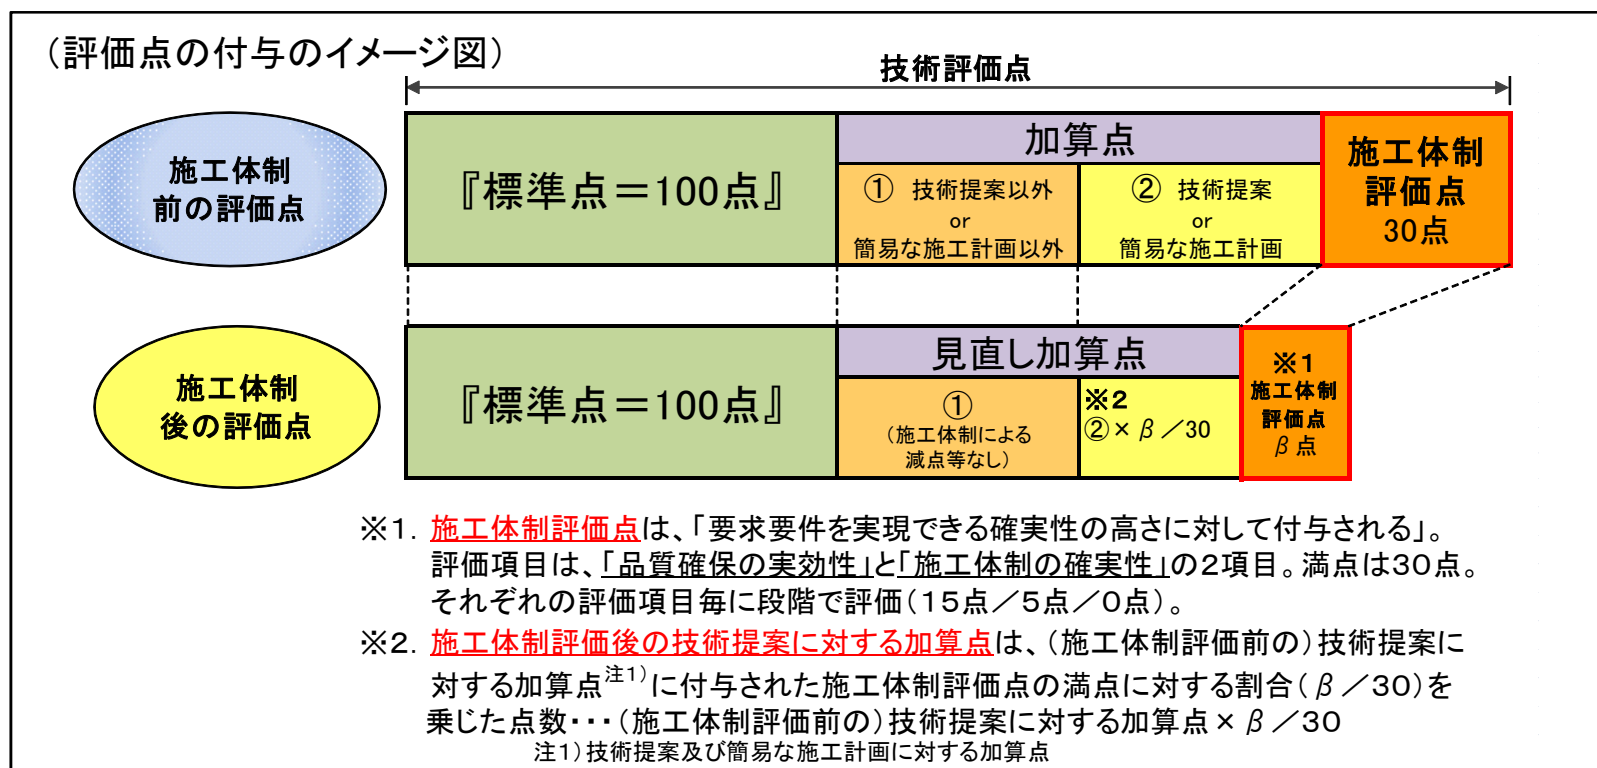 （評価点の付与のイメージ図）
技術評価点
施工体制
前の評価点
『標準点＝100点』
加算点
① 技術提案以外
or
簡易な施工計画以外
② 技術提案
or
簡易な施工計画
施工体制
評価点
30点
施工体制
後の評価点
『標準点＝100点』
見直し加算点
①
（施工体制による
減点等なし）
※2
②×β／30
※1
施工体制
評価点
β点
※1．施工体制評価点は、「要求要件を実現できる確実性の高さに対して付与される」。
評価項目は、「品質確保の実効性」と「施工体制の確実性」の2項目。満点は30点。
それぞれの評価項目毎に段階で評価（15点／5点／0点）。
※2．施工体制評価後の技術提案に対する加算点は、（施工体制評価前の）技術提案に
対する加算点注1）に付与された施工体制評価点の満点に対する割合（β／30）を
乗じた点数・・・（施工体制評価前の）技術提案に対する加算点×β／30
注1）技術提案及び簡易な施工計画に対する加算点